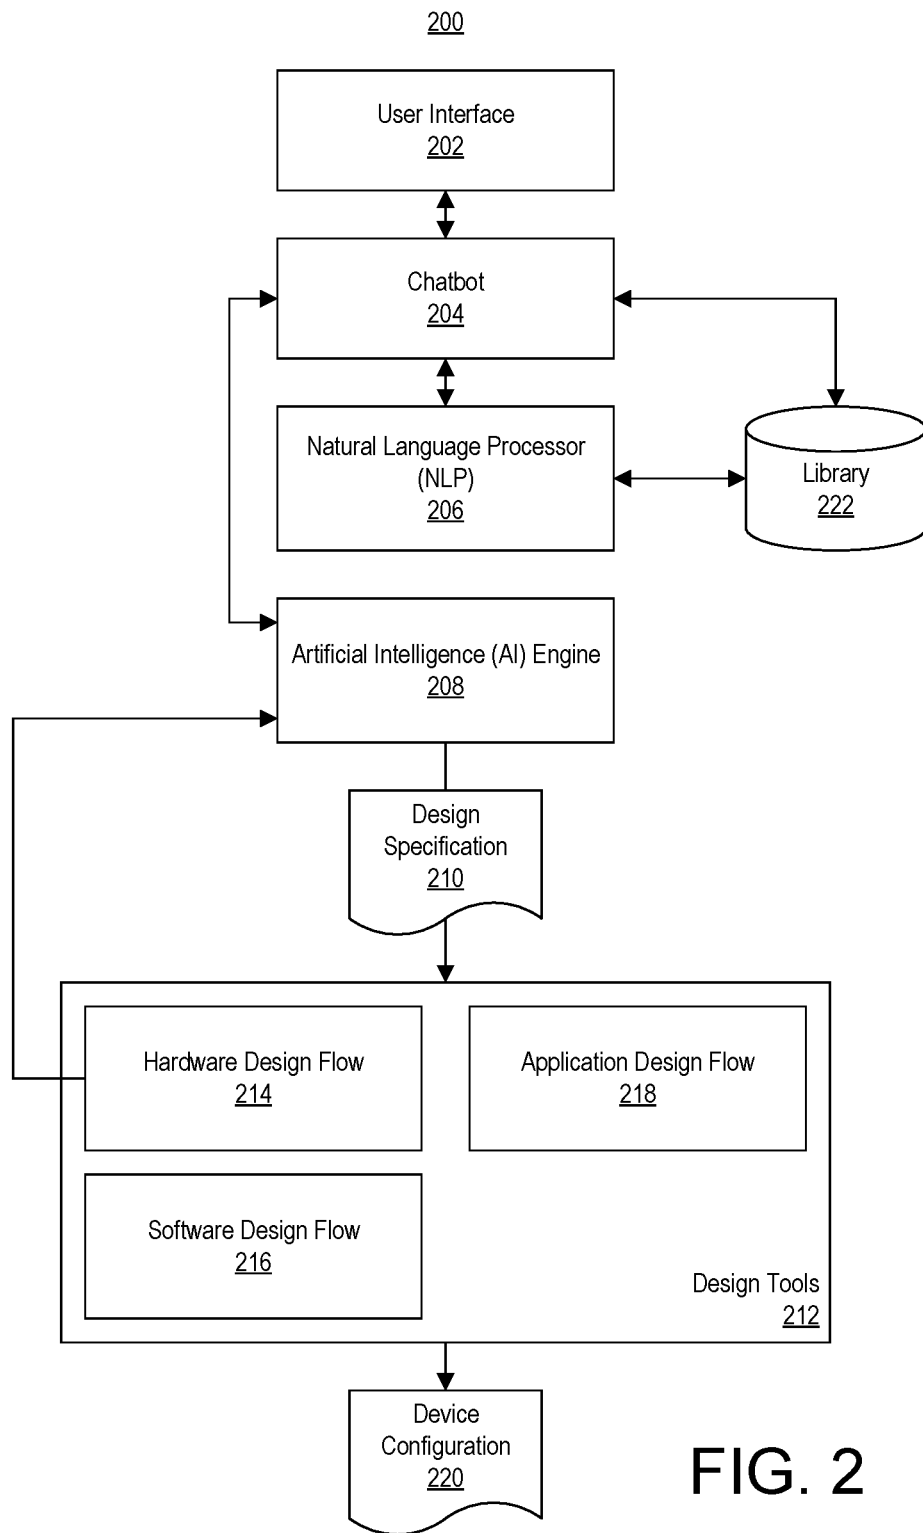 200
User Interface
202
Chatbot
204
Natural Language Processor
(NLP)
206
Library
222
Artificial Intelligence (AI) Engine
208
Design
Specification
210
Hardware Design Flow
214
Application Design Flow
218
Software Design Flow
216
Design Tools
212
Device
Configuration
220
FIG. 2